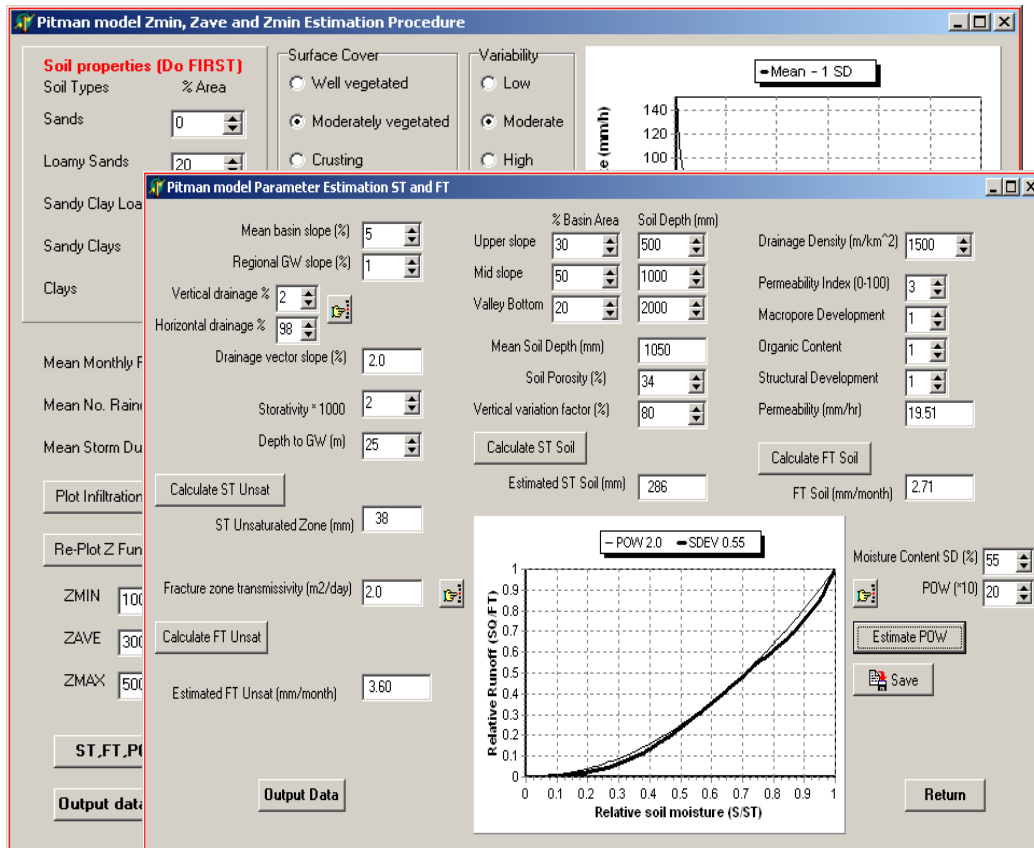 Pitman model Zmin, Zave and Zmin Estimation Procedure
Soil properties (Do FIRST)
Soil Types % Area
Sands 0
Loamy Sands 20
Sandy Clay Loa
Sandy Clays
Clays
Surface Cover
Well vegetated
Moderately vegetated
Crusting
Variability
Low
Moderate
High
Mean - 1 SD
140
120
100
ce (mm/h)
Mean Monthly F
Mean No. Rain
Mean Storm Du
Plot Infiltration
Re-Plot Z Fun
ZMIN 100
ZAVE 300
ZMAX 500
ST,FT,PO
Output data
Pitman model Parameter Estimation ST and FT
Mean basin slope (%) 5
Regional GW slope (%) 1
Vertical drainage % 2
Horizontal drainage % 98
Drainage vector slope (%) 2.0
Storativity * 1000 2
Depth to GW (m) 25
Calculate ST Unsat
ST Unsaturated Zone (mm) 38
Fracture zone transmissivity (m2/day) 2.0
Calculate FT Unsat
Estimated FT Unsat (mm/month) 3.60
Output Data
% Basin Area Soil Depth (mm)
Upper slope 30 500
Mid slope 50 1000
Valley Bottom 20 2000
Mean Soil Depth (mm) 1050
Soil Porosity (%) 34
Vertical variation factor (%) 80
Calculate ST Soil
Estimated ST Soil (mm) 286
Drainage Density (m/km^2) 1500
Permeability Index (0-100) 3
Macropore Development 1
Organic Content 1
Structural Development 1
Permeability (mm/hr) 19.51
Calculate FT Soil
FT Soil (mm/month) 2.71
POW 2.0 SDEV 0.55
Relative Runoff (SQ/FT)
1
0.9
0.8
0.7
0.6
0.5
0.4
0.3
0.2
0.1
0
0 0.1 0.2 0.3 0.4 0.5 0.6 0.7 0.8 0.9 1
Relative soil moisture (S/ST)
Moisture Content SD (%) 55
POW (*10) 20
Estimate POW
Save
Return